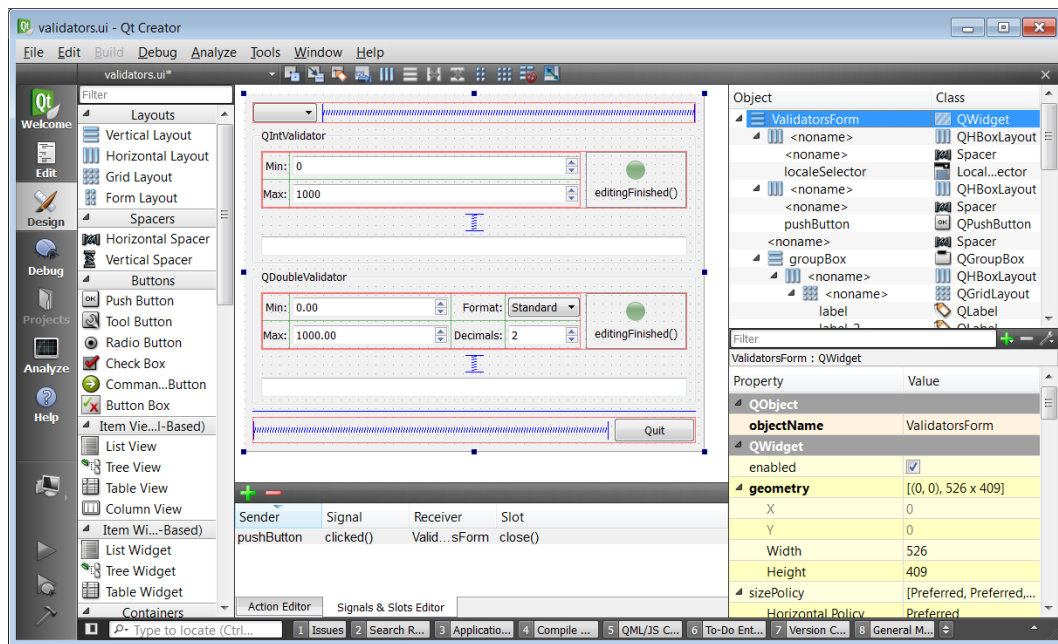 validators.ui - Qt Creator
File Edit Build Debug Analyze Tools Window Help
validators.ui*
Welcome
Edit
Design
Debug
Projects
Analyze
Help
Filter
Layouts
Vertical Layout
Horizontal Layout
Grid Layout
Form Layout
Spacers
Horizontal Spacer
Vertical Spacer
Buttons
Push Button
Tool Button
Radio Button
Check Box
Comman...Button
Button Box
Item Vie...l-Based)
List View
Tree View
Table View
Column View
Item Wi...-Based)
List Widget
Tree Widget
Table Widget
Containers
QIntValidator
Min: 0
Max: 1000
editingFinished()
QDoubleValidator
Min: 0.00 Format: Standard
Max: 1000.00 Decimals: 2
editingFinished()
Quit
Sender Signal Receiver Slot
pushButton clicked() Valid...sForm close()
Action Editor Signals & Slots Editor
Object Class
ValidatorsForm QWidget
<noname> QHBoxLayout
<noname> Spacer
localeSelector Local...ector
<noname> QHBoxLayout
<noname> Spacer
pushButton QPushButton
<noname> Spacer
groupBox QGroupBox
<noname> QHBoxLayout
<noname> QGridLayout
label QLabel
label_2 QLabel
Filter
ValidatorsForm : QWidget
Property Value
QObject
objectName ValidatorsForm
QWidget
enabled
geometry [(0, 0), 526 x 409]
X 0
Y 0
Width 526
Height 409
sizePolicy [Preferred, Preferred,...
Horizontal Policy Preferred
Type to locate (Ctrl... 1 Issues 2 Search R... 3 Applicatio... 4 Compile ... 5 QML/JS C... 6 To-Do Ent... 7 Version C... 8 General M...